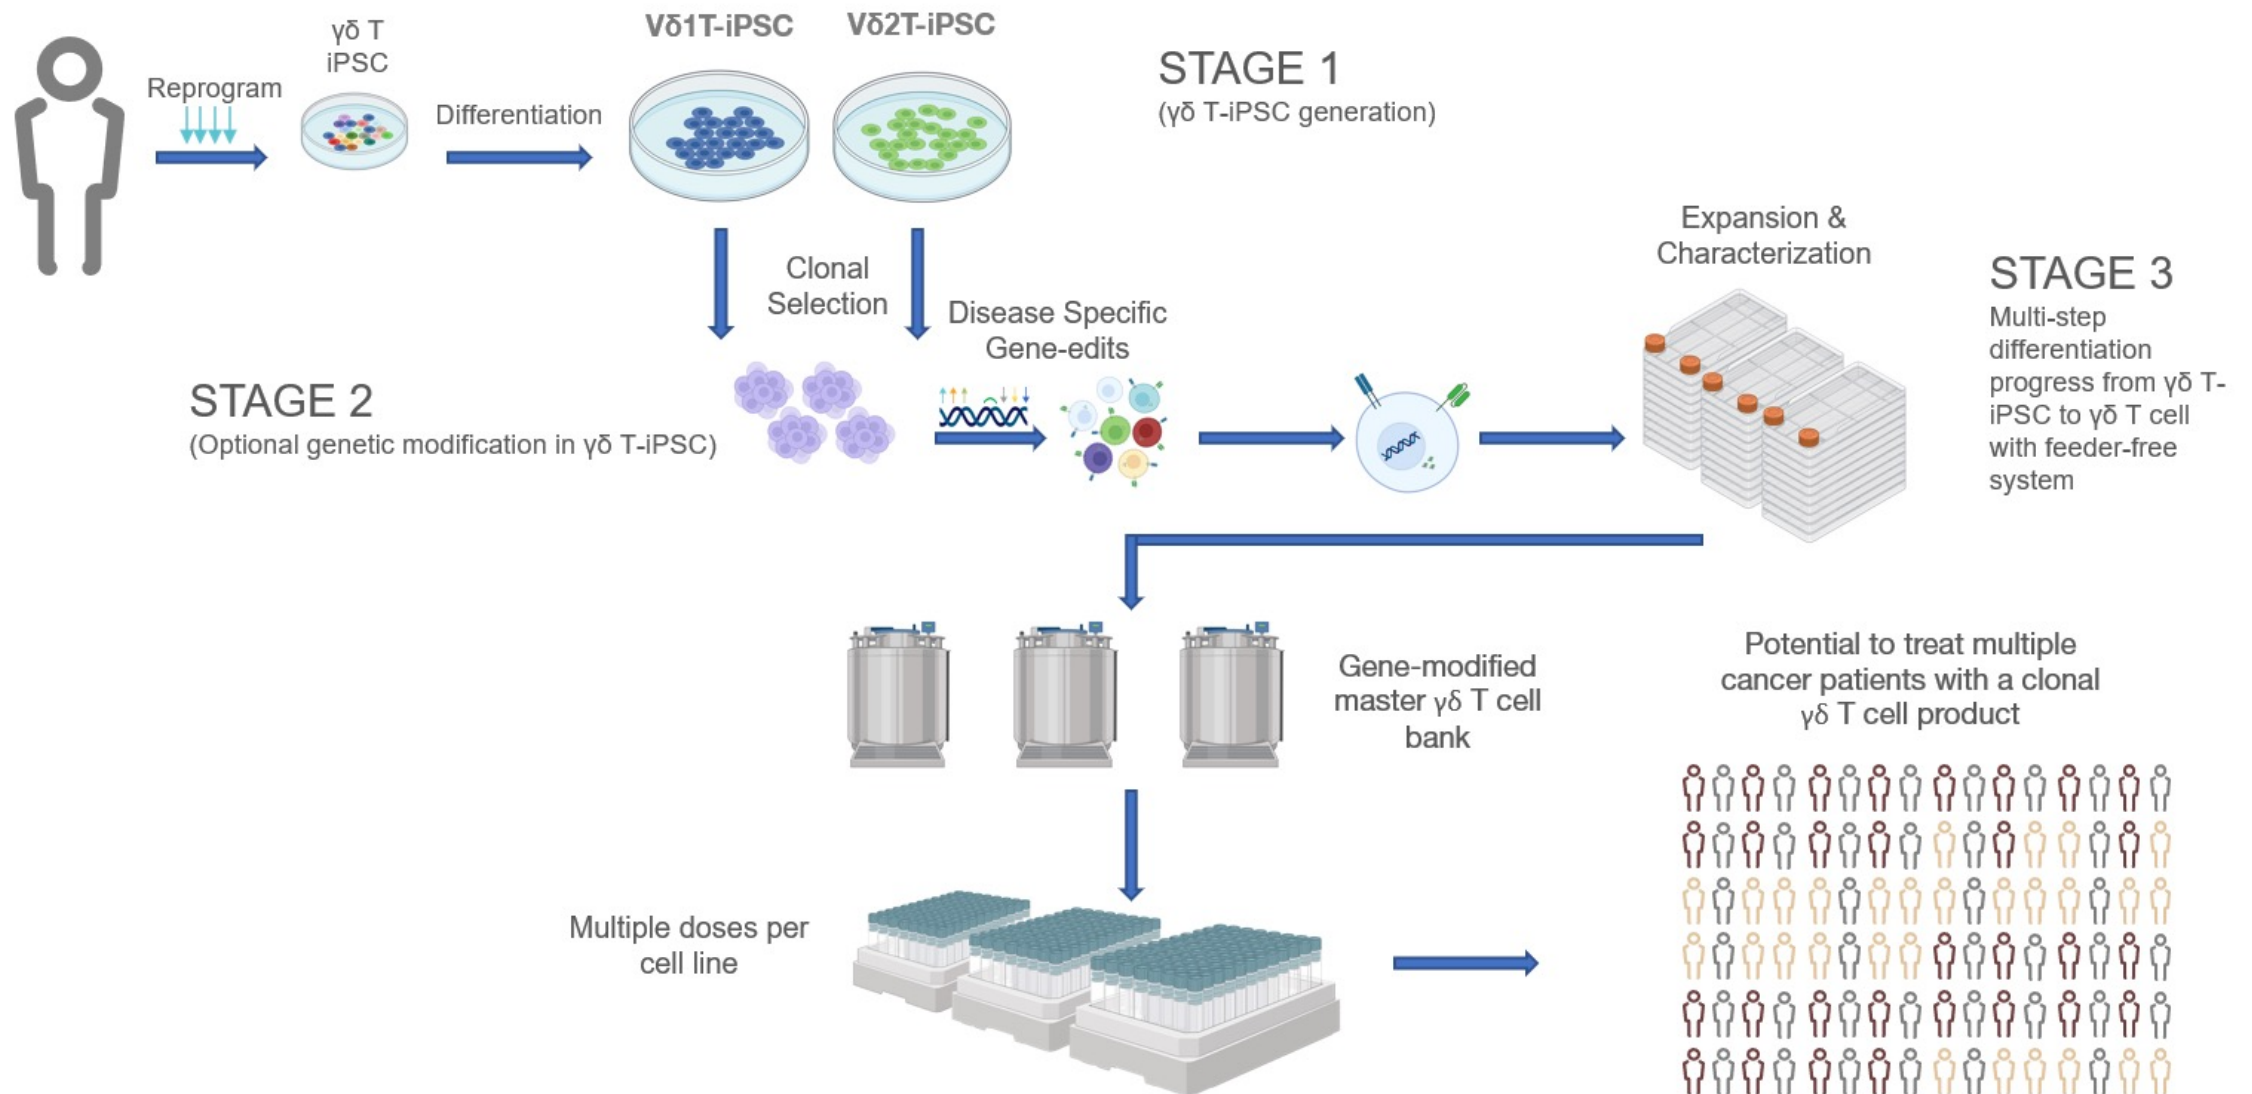 γδ T
iPSC
Reprogram
Differentiation
Vδ1T-iPSC
Vδ2T-iPSC
STAGE 1
(γδ T-iPSC generation)
Clonal
Selection
Disease Specific
Gene-edits
STAGE 2
(Optional genetic modification in γδ T-iPSC)
Expansion &
Characterization
STAGE 3
Multi-step
differentiation
progress from γδ T-
iPSC to γδ T cell
with feeder-free
system
Gene-modified
master γδ T cell
bank
Multiple doses per
cell line
Potential to treat multiple
cancer patients with a clonal
γδ T cell product